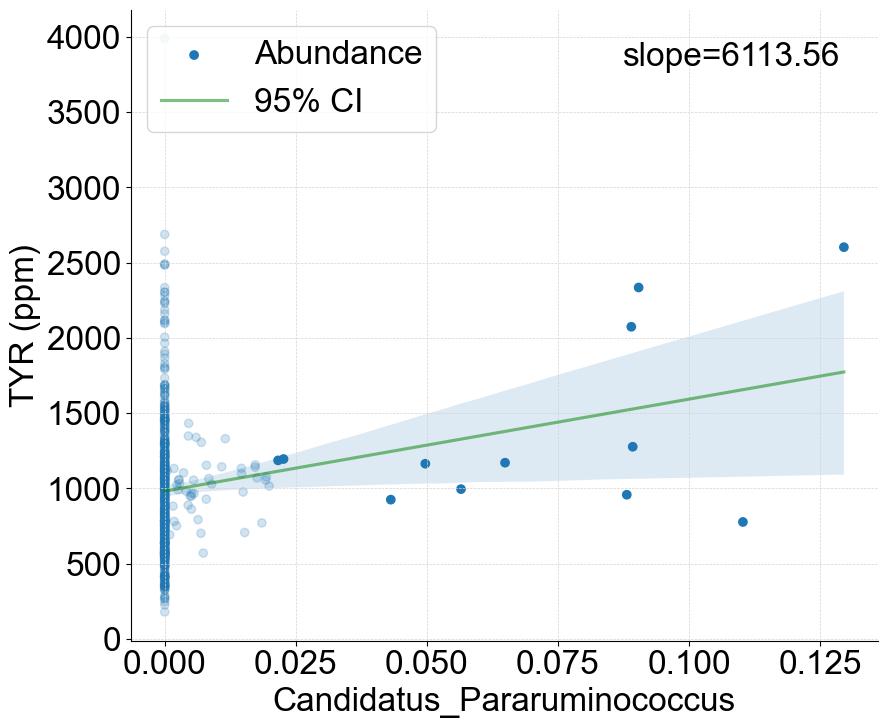 4000
3500
3000
2500
2000
1500
1000
500
0
TYR (ppm)
Abundance
95% CI
slope=6113.56
0.000 0.025 0.050 0.075 0.100 0.125
Candidatus_Pararuminococcus